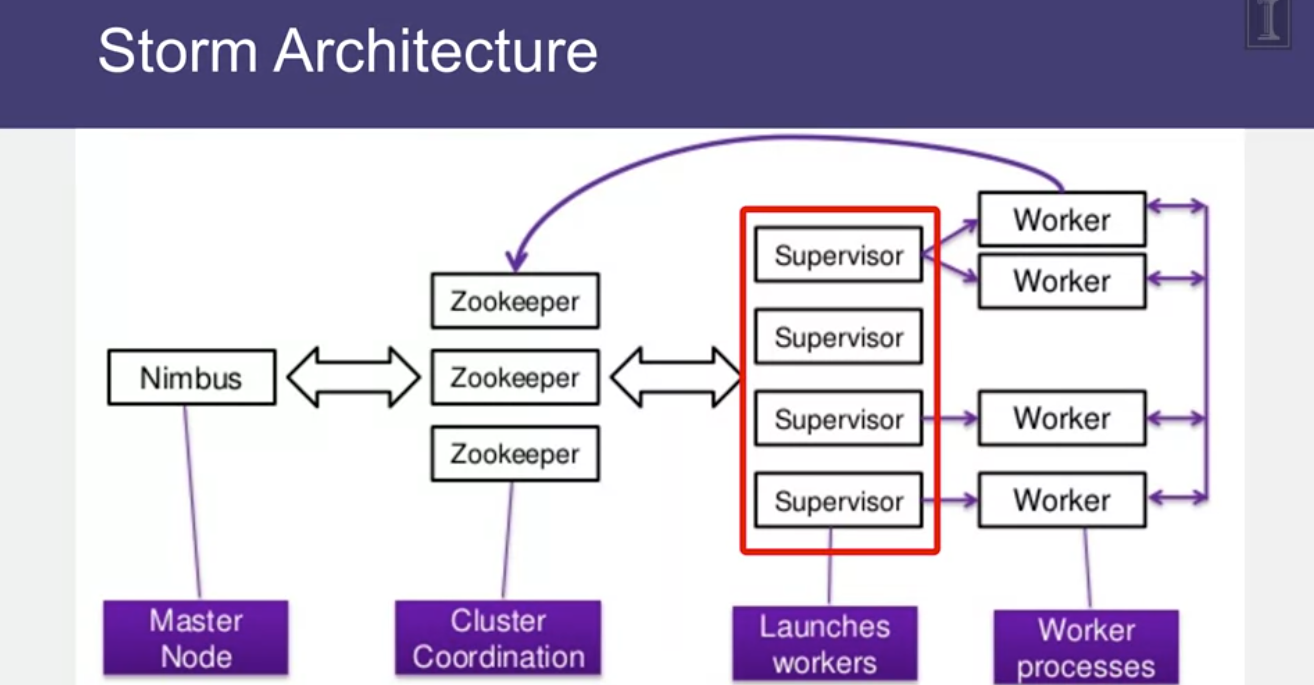 Storm Architecture
I
Nimbus
Zookeeper
Zookeeper
Zookeeper
Supervisor
Supervisor
Supervisor
Supervisor
Worker
Worker
Worker
Worker
Master
Node
Cluster
Coordination
Launches
workers
Worker
processes